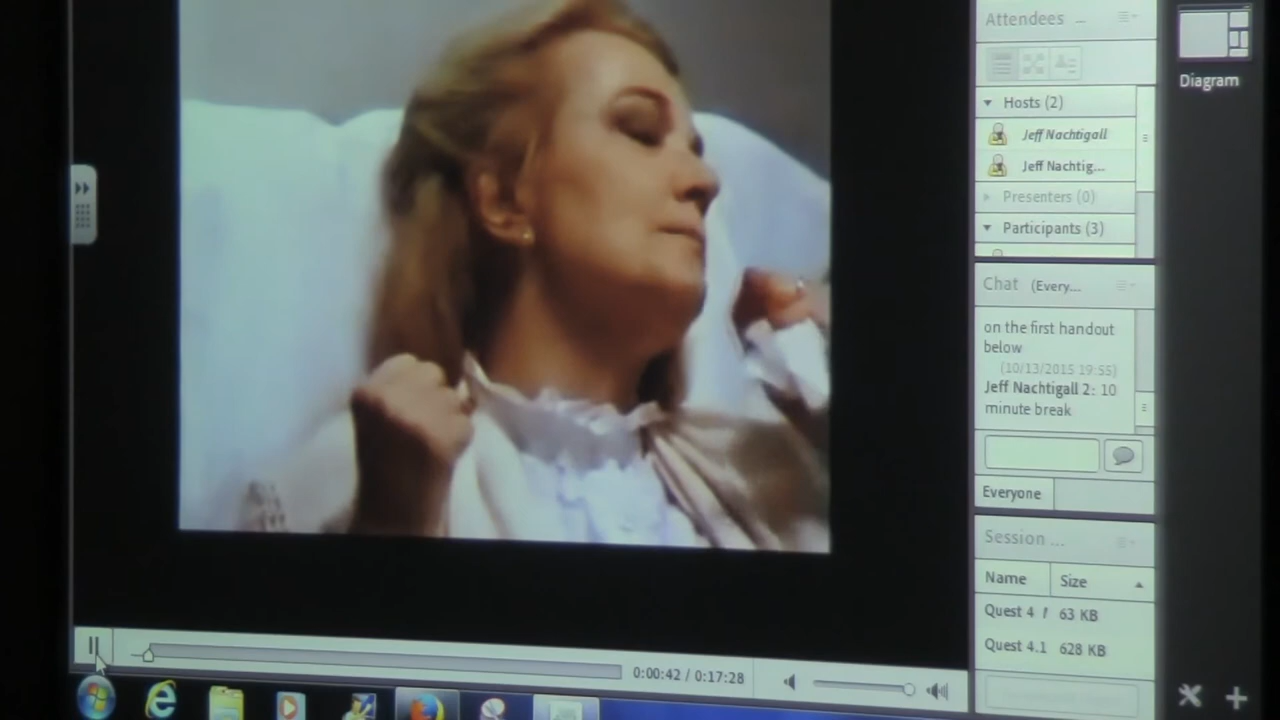 Attendees
Diagram
Hosts (2)
Jeff Nachtigall
Jeff Nachtig...
Presenters (0)
Participants (3)
Chat (Every...
on the first handout
below
(10/13/2015 19:55)
Jeff Nachtigall 2: 10
minute break
Everyone
Session ...
Name Size
Quest 4 63 KB
Quest 4.1 628 KB
0:00:42 / 0:17:28